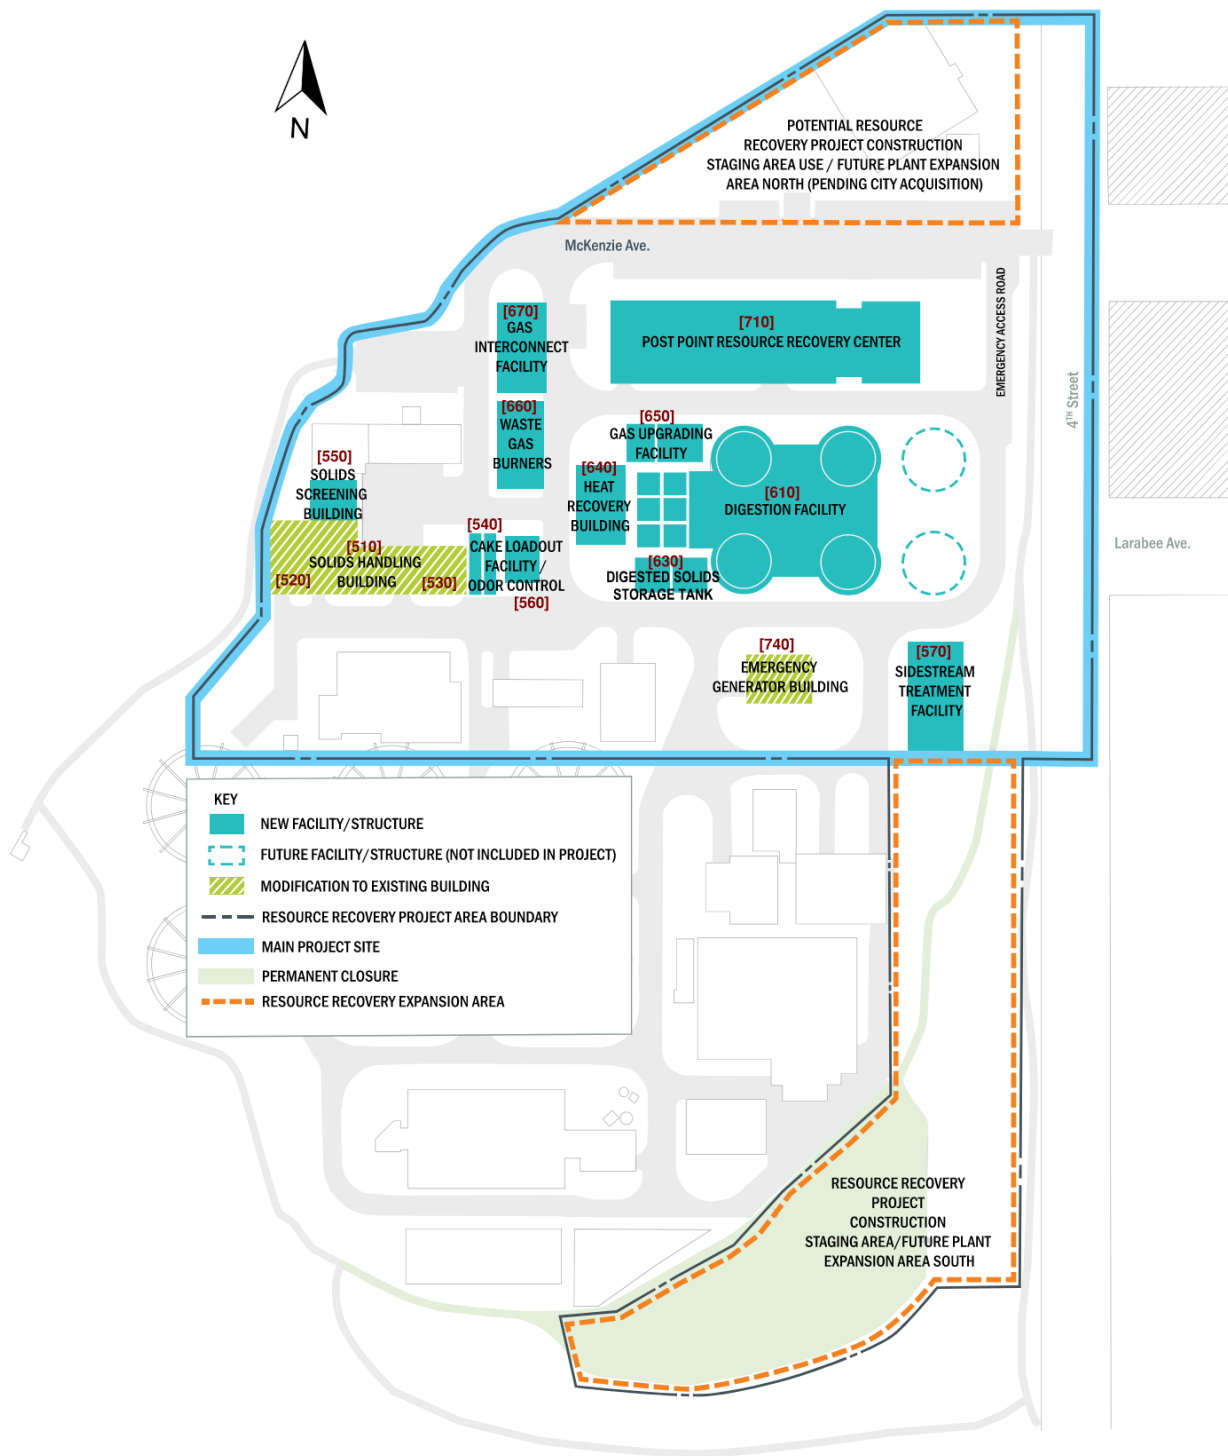 N
POTENTIAL RESOURCE
RECOVERY PROJECT CONSTRUCTION
STAGING AREA USE / FUTURE PLANT EXPANSION
AREA NORTH (PENDING CITY ACQUISITION)
McKenzie Ave.
EMERGENCY ACCESS ROAD
4TH Street
Larabee Ave.
[670]
GAS
INTERCONNECT
FACILITY
[710]
POST POINT RESOURCE RECOVERY CENTER
[660]
WASTE
GAS
BURNERS
[650]
GAS UPGRADING
FACILITY
[640]
HEAT
RECOVERY
BUILDING
[610]
DIGESTION FACILITY
[550]
SOLIDS
SCREENING
BUILDING
[510]
SOLIDS HANDLING
BUILDING
[520]
[530]
[540]
CAKE LOADOUT
FACILITY /
ODOR CONTROL
[560]
[630]
DIGESTED SOLIDS
STORAGE TANK
[740]
EMERGENCY
GENERATOR BUILDING
[570]
SIDESTREAM
TREATMENT
FACILITY
KEY
NEW FACILITY/STRUCTURE
FUTURE FACILITY/STRUCTURE (NOT INCLUDED IN PROJECT)
MODIFICATION TO EXISTING BUILDING
RESOURCE RECOVERY PROJECT AREA BOUNDARY
MAIN PROJECT SITE
PERMANENT CLOSURE
RESOURCE RECOVERY EXPANSION AREA
RESOURCE RECOVERY
PROJECT
CONSTRUCTION
STAGING AREA/FUTURE PLANT
EXPANSION AREA SOUTH